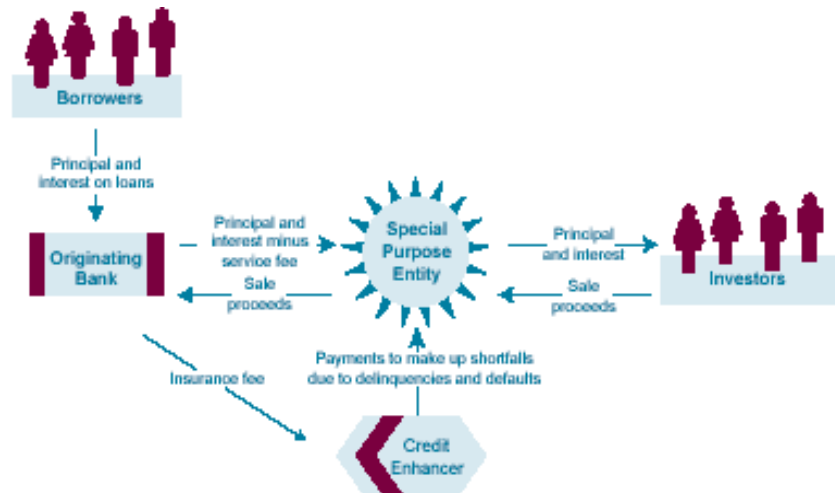 Borrowers
Principal and
interest on loans
Originating
Bank
Principal and
interest minus
service fee
Sale
proceeds
Special
Purpose
Entity
Principal
and interest
Sale
proceeds
Investors
Insurance fee
Payments to make up shortfalls
due to delinquencies and defaults
Credit
Enhancer